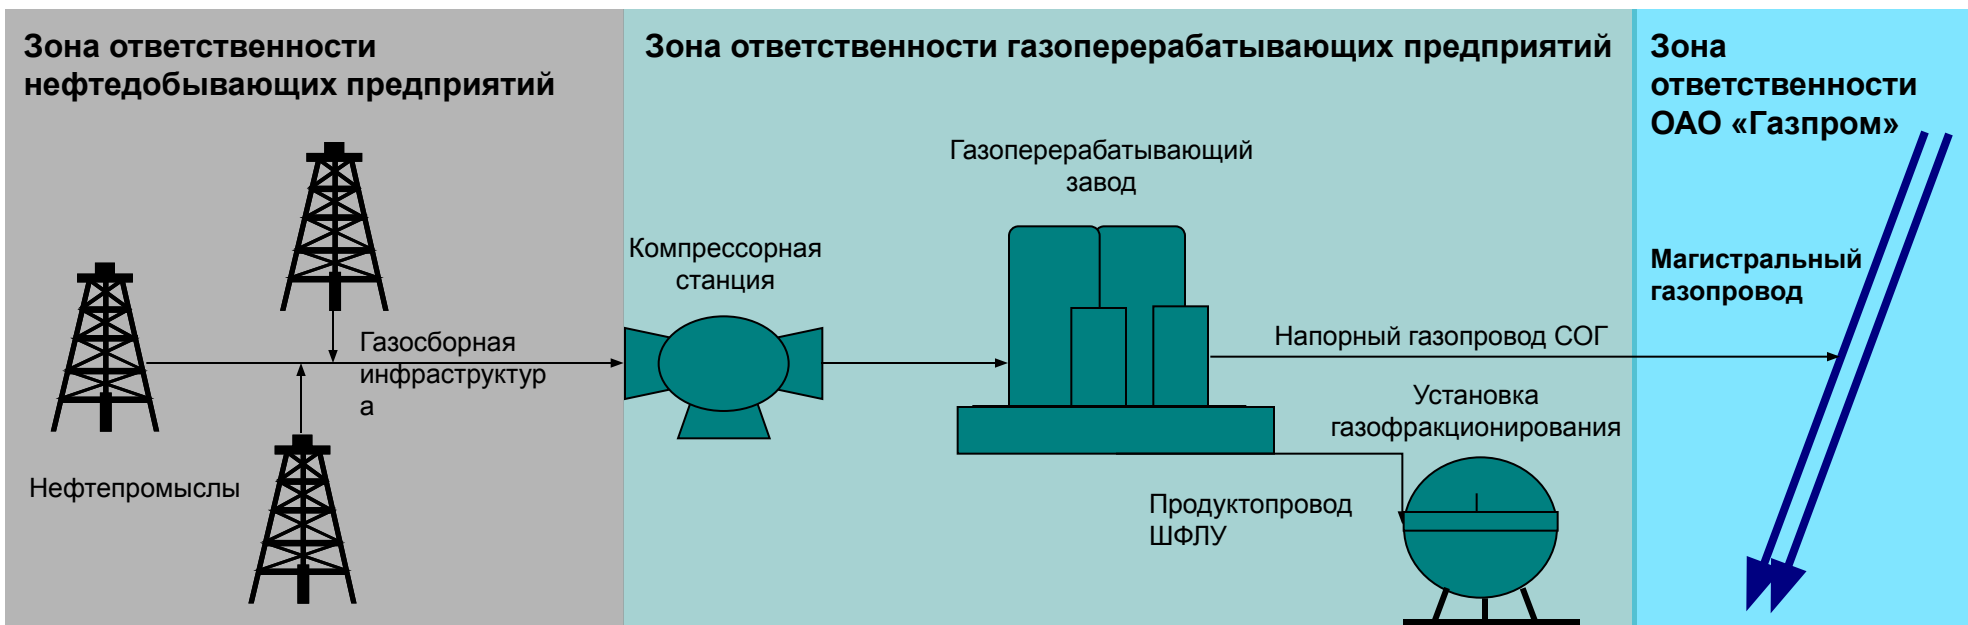 Зона ответственности
нефтедобывающих предприятий
Зона ответственности газоперерабатывающих предприятий
Зона
ответственности
ОАО «Газпром»
Газоперерабатывающий
завод
Компрессорная
станция
Магистральный
газопровод
Газосборная
инфраструктур
а
Напорный газопровод СОГ
Установка
газофракционирования
Нефтепромыслы
Продуктопровод
ШФЛУ